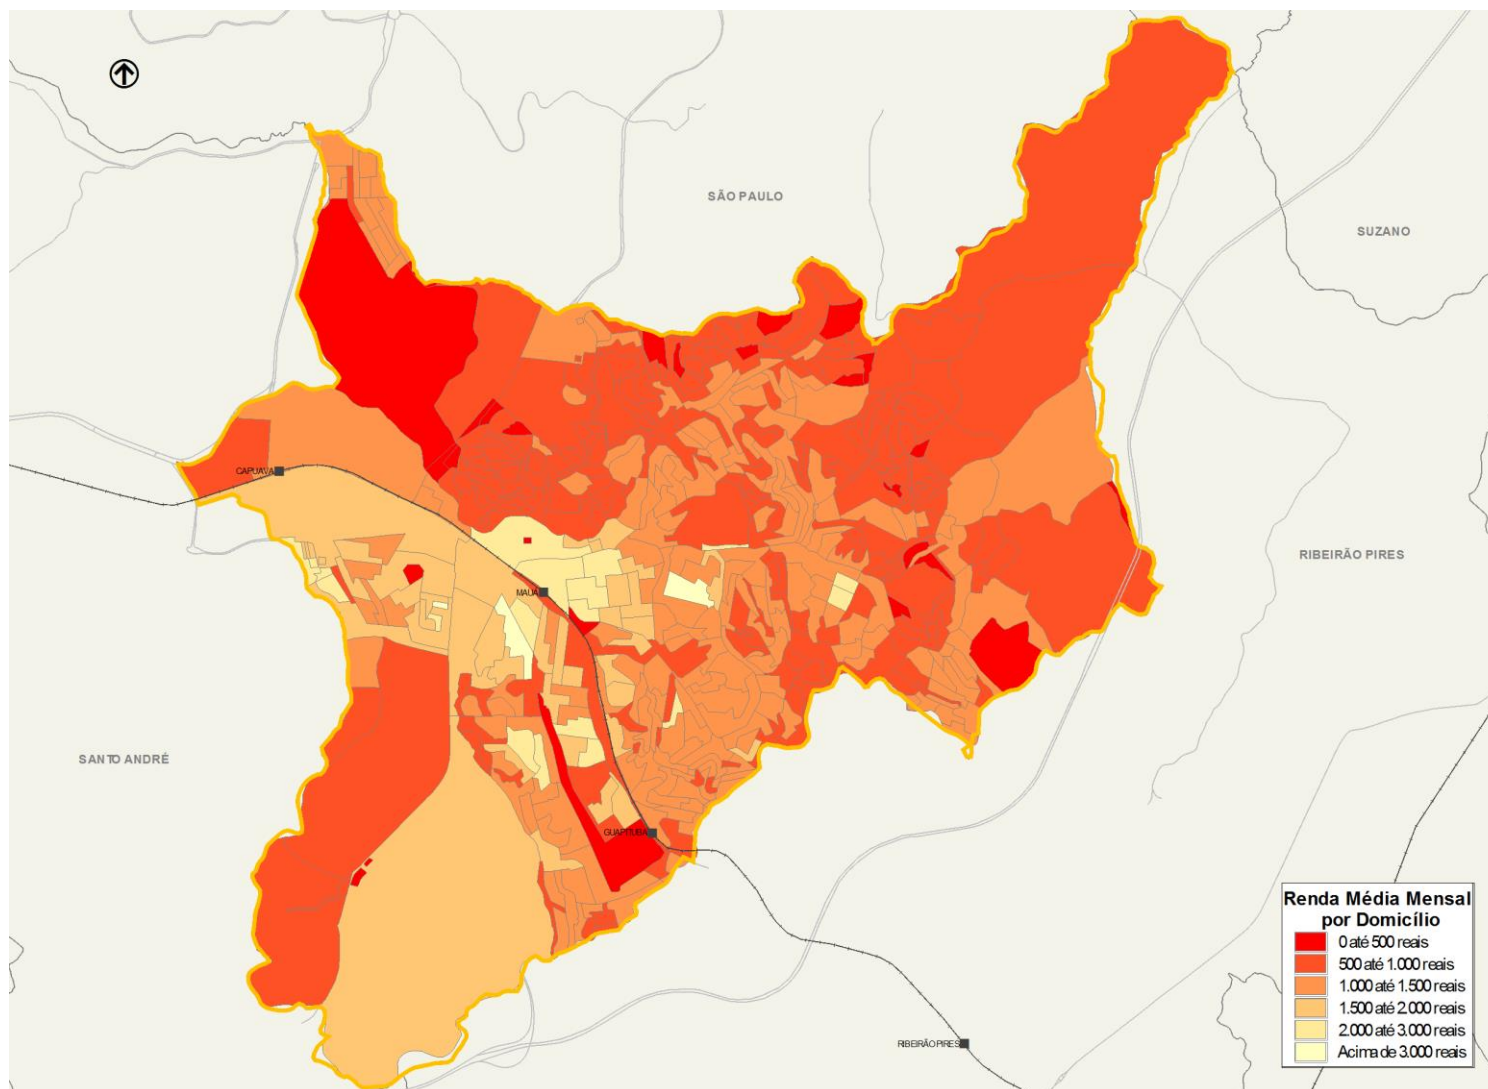 SÃO PAULO
SUZANO
CAPUAVA
RIBEIRÃO PIRES
MAUÁ
SANTO ANDRÉ
GUAPITUBA
RIBEIRÃO PIRES
Renda Média Mensal
por Domicílio
0 até 500 reais
500 até 1.000 reais
1.000 até 1.500 reais
1.500 até 2.000 reais
2.000 até 3.000 reais
Acima de 3.000 reais